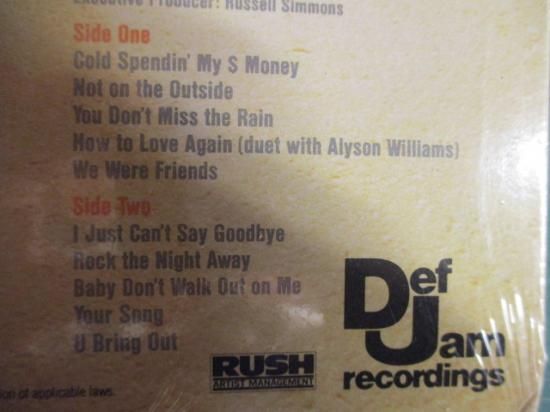 Executive Producer: Russell Simmons
Side One
Cold Spendin' My $ Money
Not on the Outside
You Don't Miss the Rain
How to Love Again (duet with Alyson Williams)
We Were Friends
Side Two
I Just Can't Say Goodbye
Rock the Night Away
Baby Don't Walk Out on Me
Your Song
U Bring Out
Def
Jam
recordings
RUSH
ARTIST MANAGEMENT
of applicable laws.